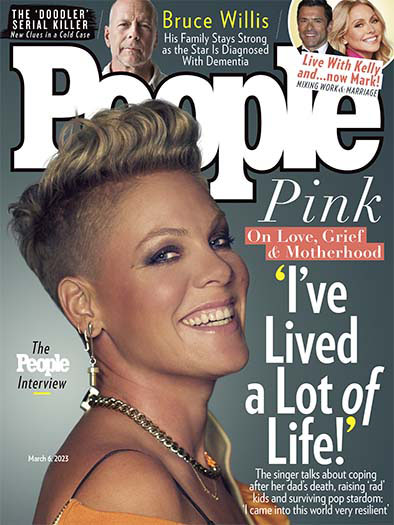 THE 'DOODLER'
SERIAL KILLER
New Clues in a Cold Case
Bruce Willis
His Family Stays Strong
as the Star Is Diagnosed
With Dementia
Live With Kelly
and...now Mark!
MIXING WORK & MARRIAGE
People
Pink
On Love, Grief
& Motherhood
'I've
Lived
a Lot of
Life!'
The
People
Interview
March 6, 2023
The singer talks about coping
after her dad's death, raising 'rad'
kids and surviving pop stardom:
'I came into this world very resilient'